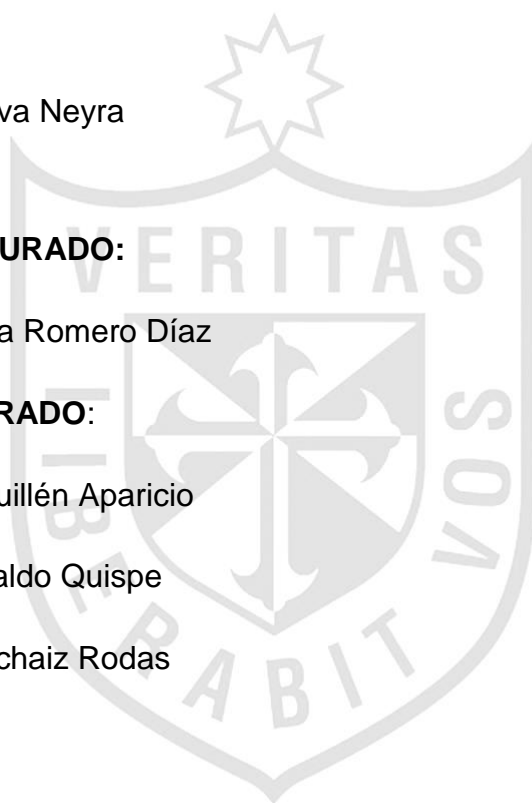 va Neyra
URADO:
a Romero Díaz
RADO:
uillén Aparicio
aldo Quispe
chaiz Rodas
VERITAS
LIBERABIT
VOS